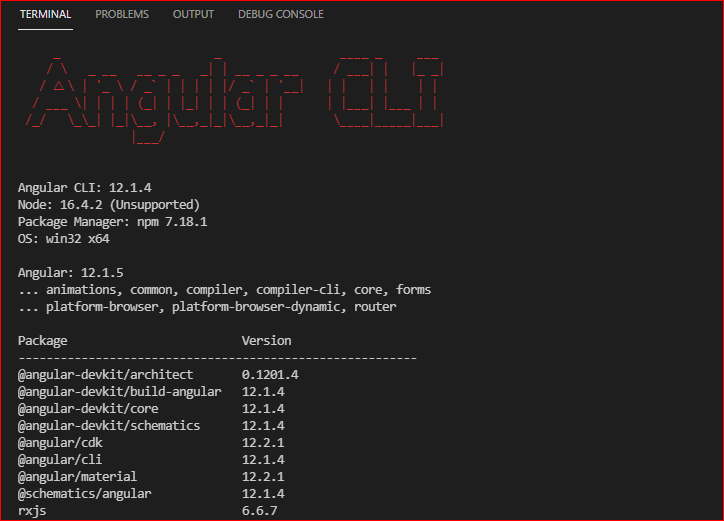 TERMINAL PROBLEMS OUTPUT DEBUG CONSOLE
Angular CLI
Angular CLI: 12.1.4
Node: 16.4.2 (Unsupported)
Package Manager: npm 7.18.1
OS: win32 x64
Angular: 12.1.5
... animations, common, compiler, compiler-cli, core, forms
... platform-browser, platform-browser-dynamic, router
Package Version
---------------------------------------------------------
@angular-devkit/architect 0.1201.4
@angular-devkit/build-angular 12.1.4
@angular-devkit/core 12.1.4
@angular-devkit/schematics 12.1.4
@angular/cdk 12.2.1
@angular/cli 12.1.4
@angular/material 12.2.1
@schematics/angular 12.1.4
rxjs 6.6.7